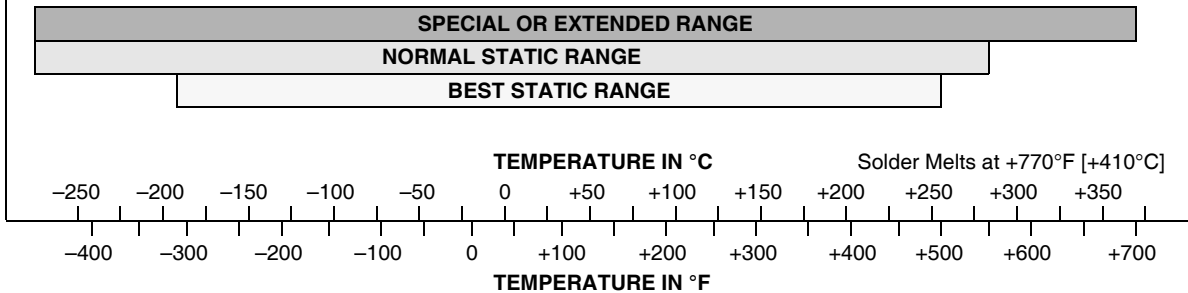 SPECIAL OR EXTENDED RANGE
NORMAL STATIC RANGE
BEST STATIC RANGE
TEMPERATURE IN °C Solder Melts at +770°F [+410°C]
–250 –200 –150 –100 –50 0 +50 +100 +150 +200 +250 +300 +350
–400 –300 –200 –100 0 +100 +200 +300 +400 +500 +600 +700
TEMPERATURE IN °F